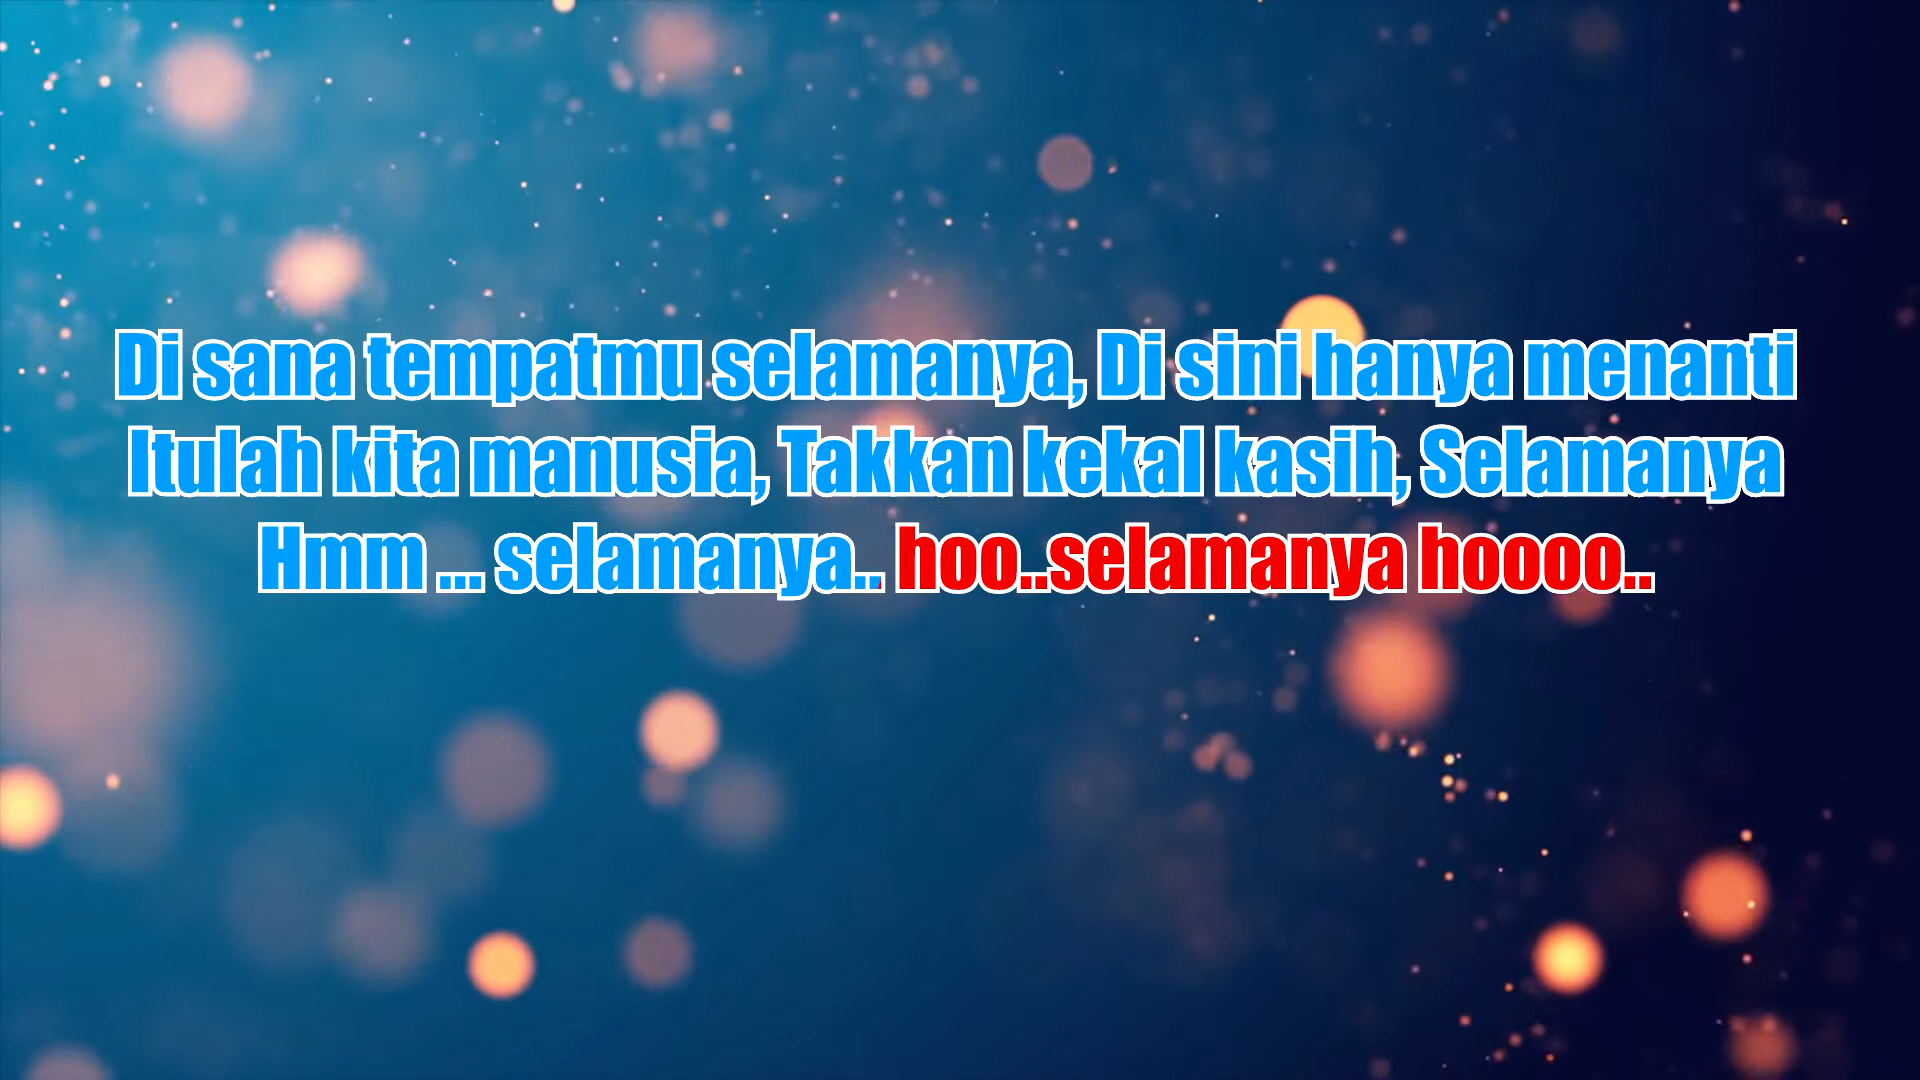 Di sana tempatmu selamanya, Di sini hanya menanti
Itulah kita manusia, Takkan kekal kasih, Selamanya
Hmm ... selamanya.. hoo..selamanya hoooo..